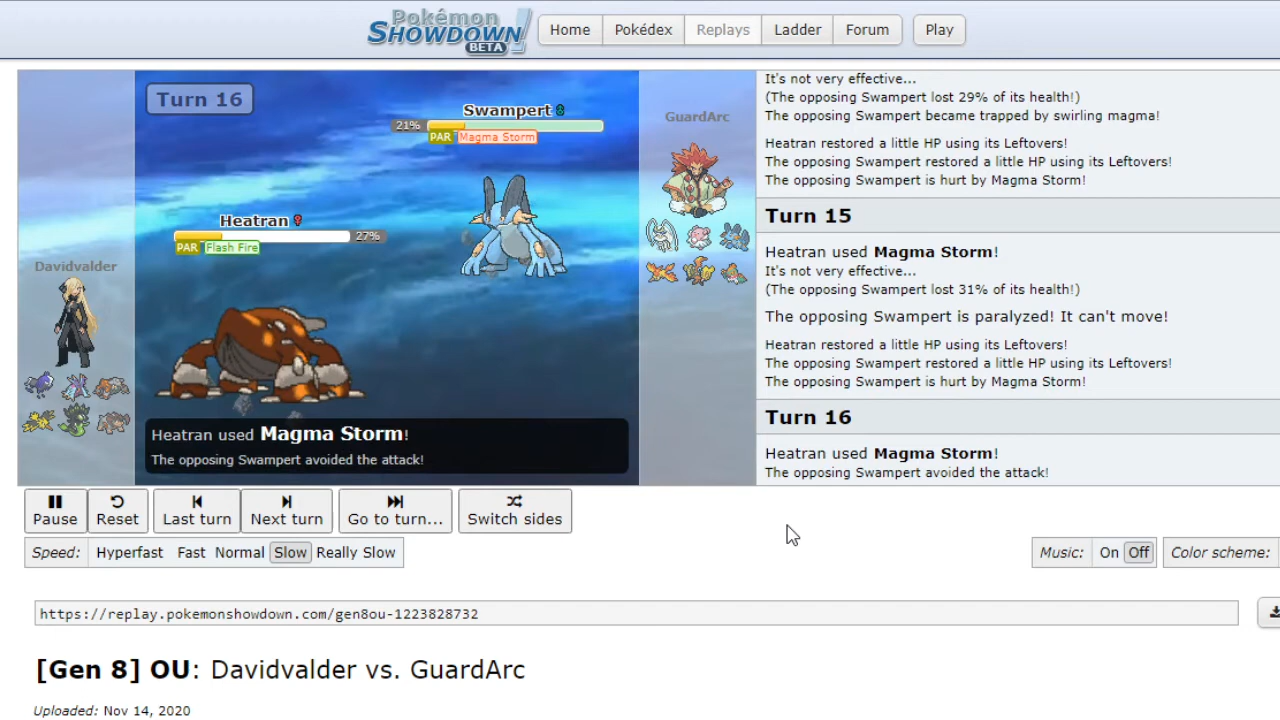 Pokémon
SHOWDOWN!
BETA
Home
Pokédex
Replays
Ladder
Forum
Play
Turn 16
Swampert
21%
PAR Magma Storm
Heatran
27%
PAR Flash Fire
Davidvalder
GuardArc
Heatran used Magma Storm!
The opposing Swampert avoided the attack!
It's not very effective...
(The opposing Swampert lost 29% of its health!)
The opposing Swampert became trapped by swirling magma!
Heatran restored a little HP using its Leftovers!
The opposing Swampert restored a little HP using its Leftovers!
The opposing Swampert is hurt by Magma Storm!
Turn 15
Heatran used Magma Storm!
It's not very effective...
(The opposing Swampert lost 31% of its health!)
The opposing Swampert is paralyzed! It can't move!
Heatran restored a little HP using its Leftovers!
The opposing Swampert restored a little HP using its Leftovers!
The opposing Swampert is hurt by Magma Storm!
Turn 16
Heatran used Magma Storm!
The opposing Swampert avoided the attack!
Pause
Reset
Last turn
Next turn
Go to turn...
Switch sides
Speed: Hyperfast Fast Normal Slow Really Slow
Music: On Off
Color scheme:
https://replay.pokemonshowdown.com/gen8ou-1223828732
[Gen 8] OU: Davidvalder vs. GuardArc
Uploaded: Nov 14, 2020